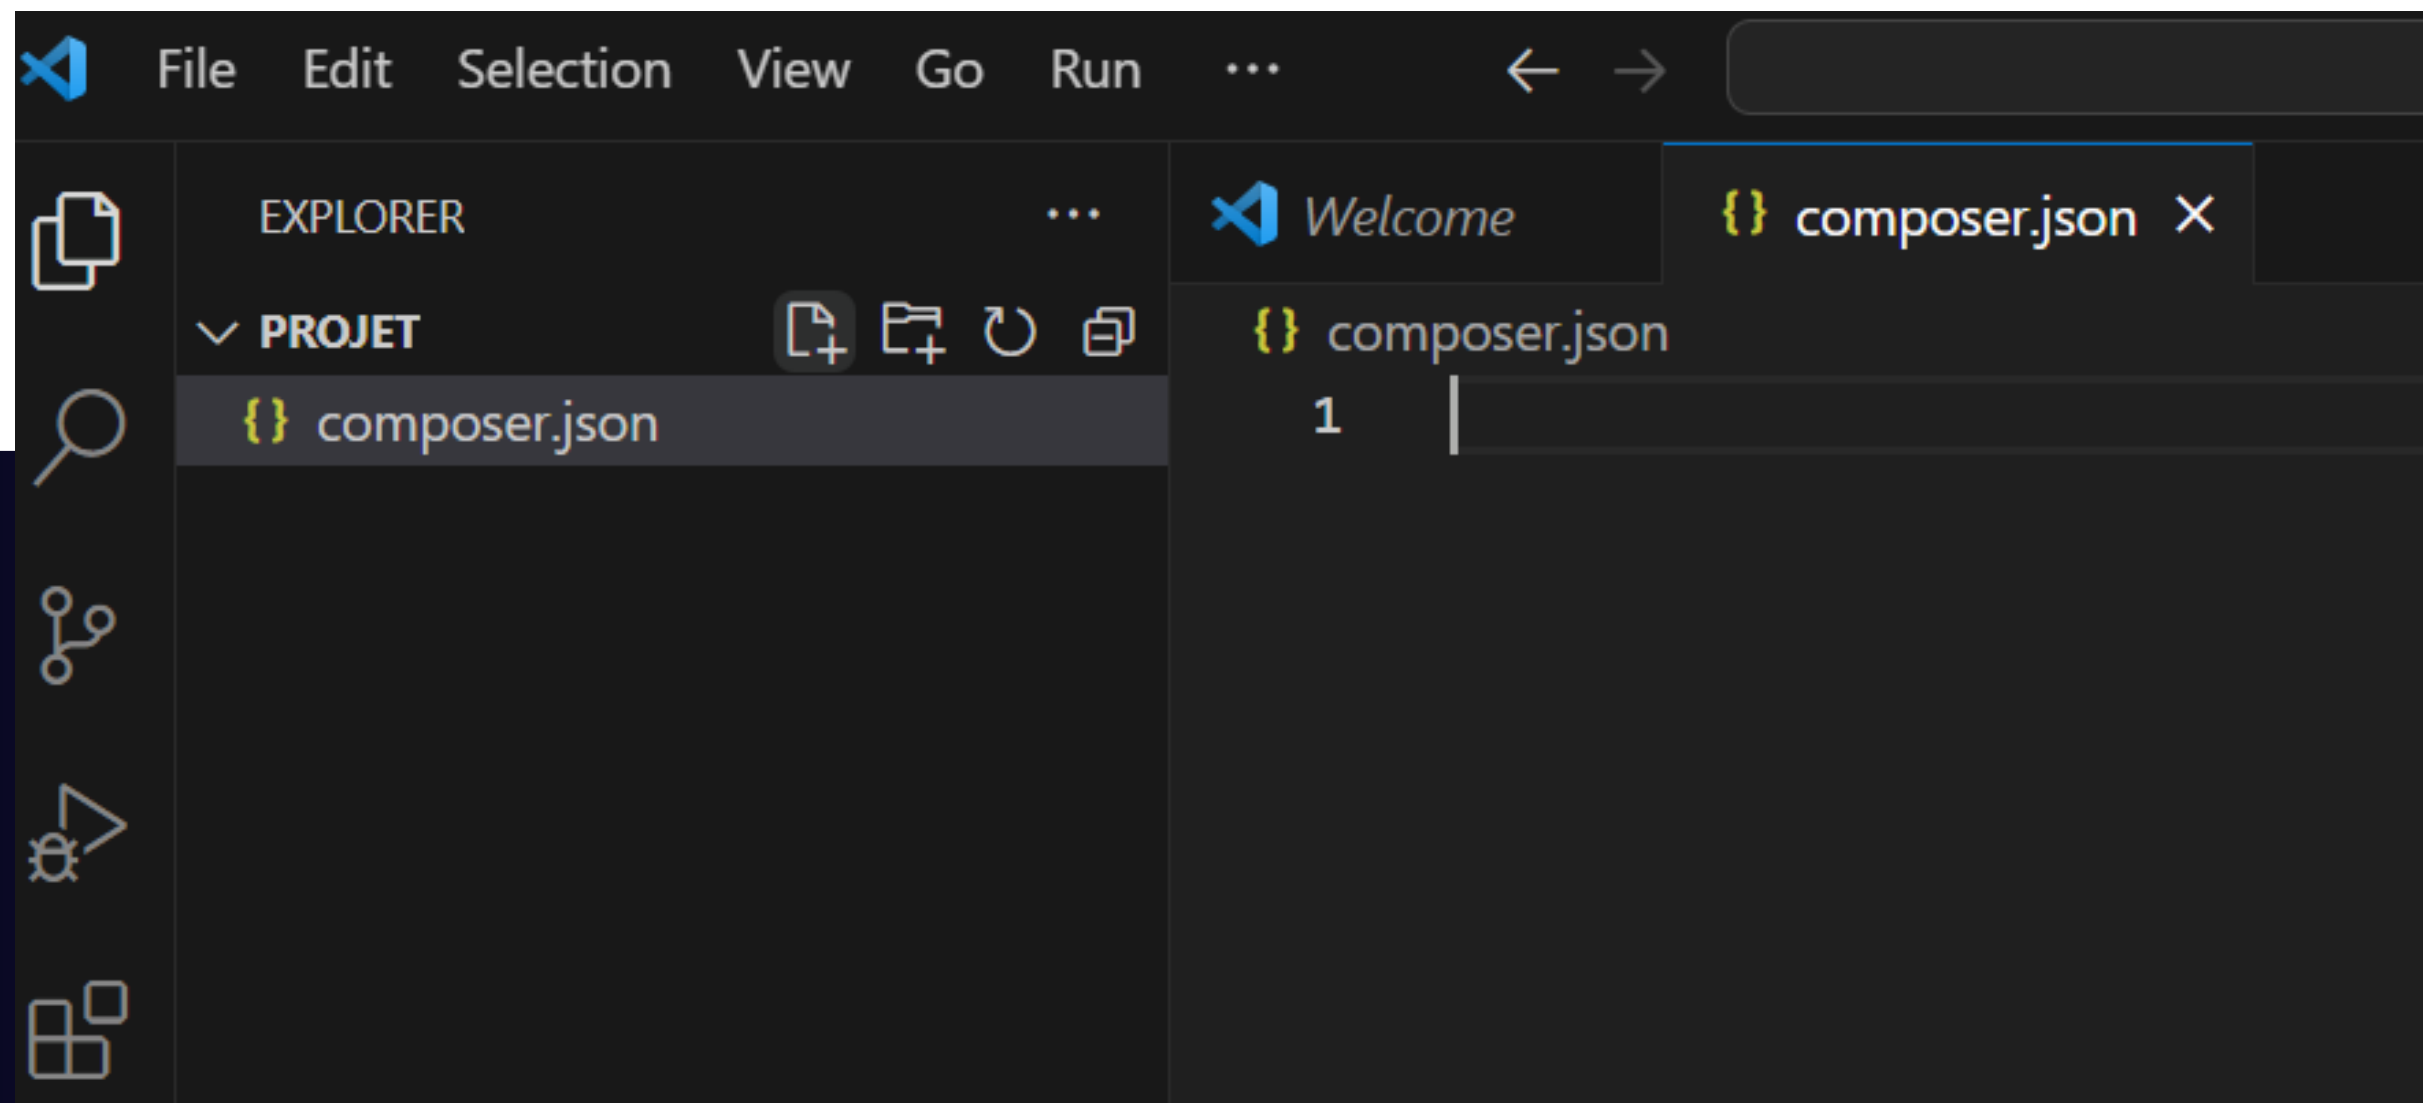 File Edit Selection View Go Run ...
EXPLORER ...
PROJET
{} composer.json
Welcome
{} composer.json
{} composer.json
1